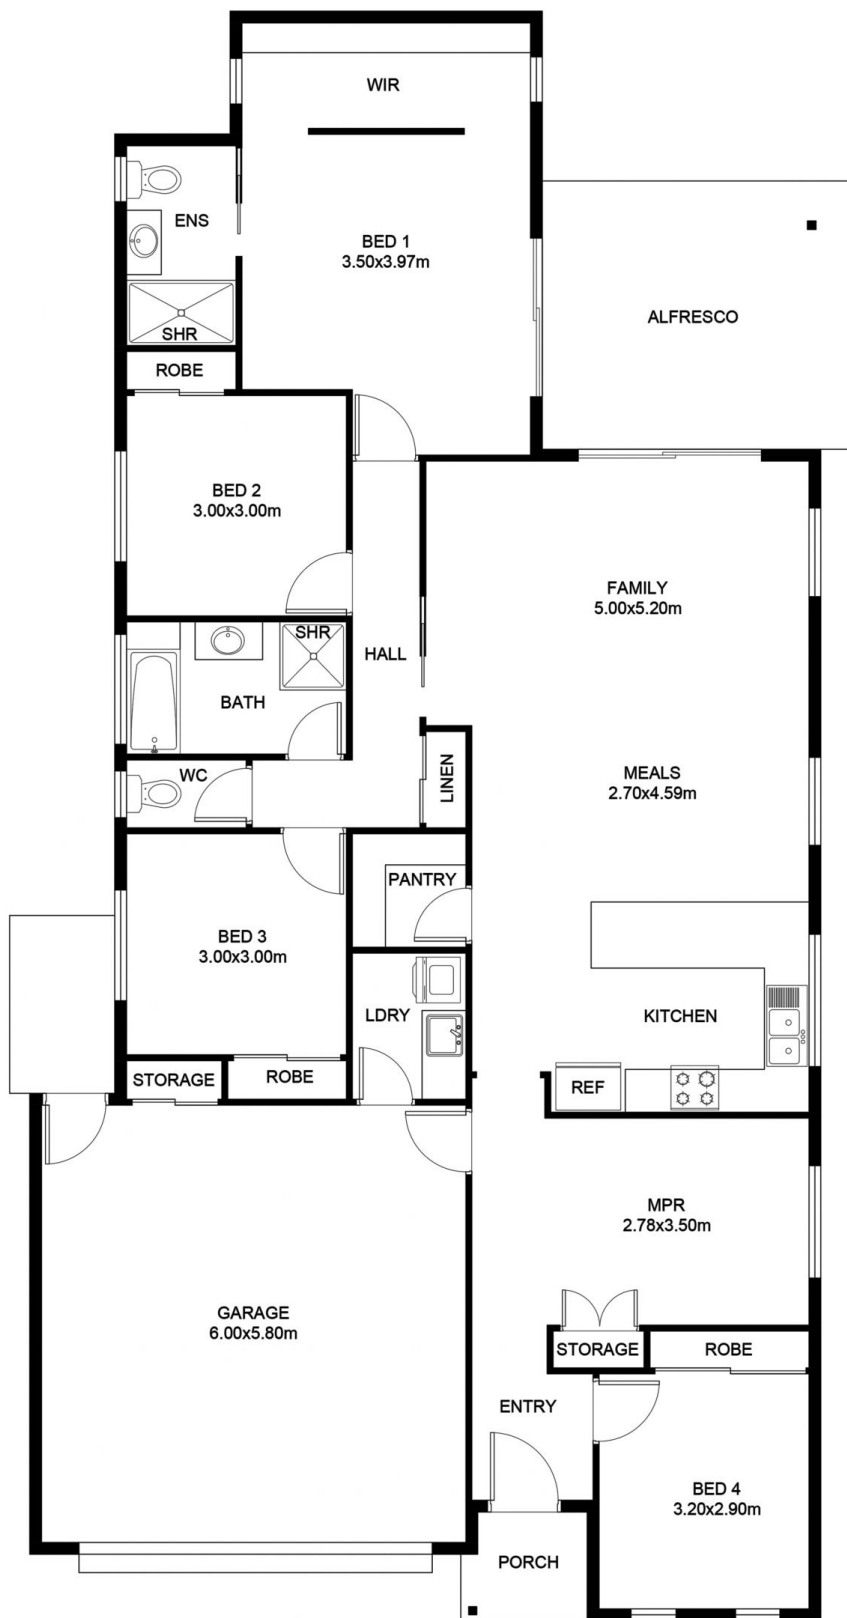 WIR
ENS
BED 1
3.50x3.97m
ALFRESCO
SHR
ROBE
BED 2
3.00x3.00m
FAMILY
5.00x5.20m
SHR
HALL
BATH
WC
LINEN
MEALS
2.70x4.59m
PANTRY
BED 3
3.00x3.00m
LDRY
KITCHEN
STORAGE
ROBE
REF
MPR
2.78x3.50m
GARAGE
6.00x5.80m
STORAGE
ROBE
ENTRY
BED 4
3.20x2.90m
PORCH